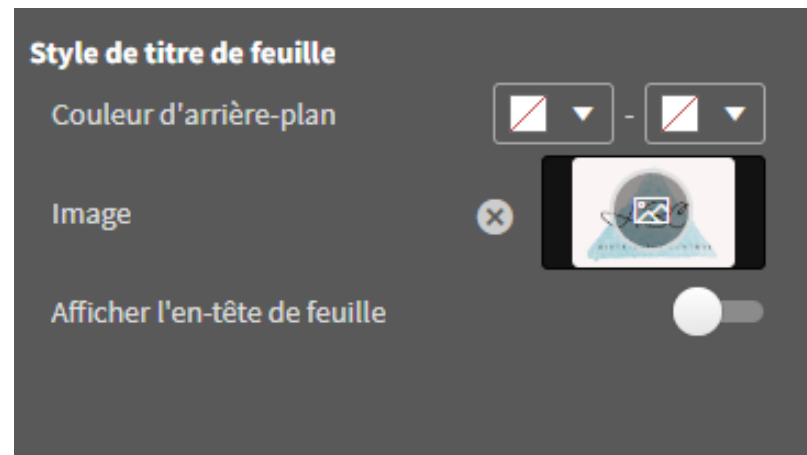 Style de titre de feuille
Couleur d'arrière-plan
-
Image
Afficher l'en-tête de feuille